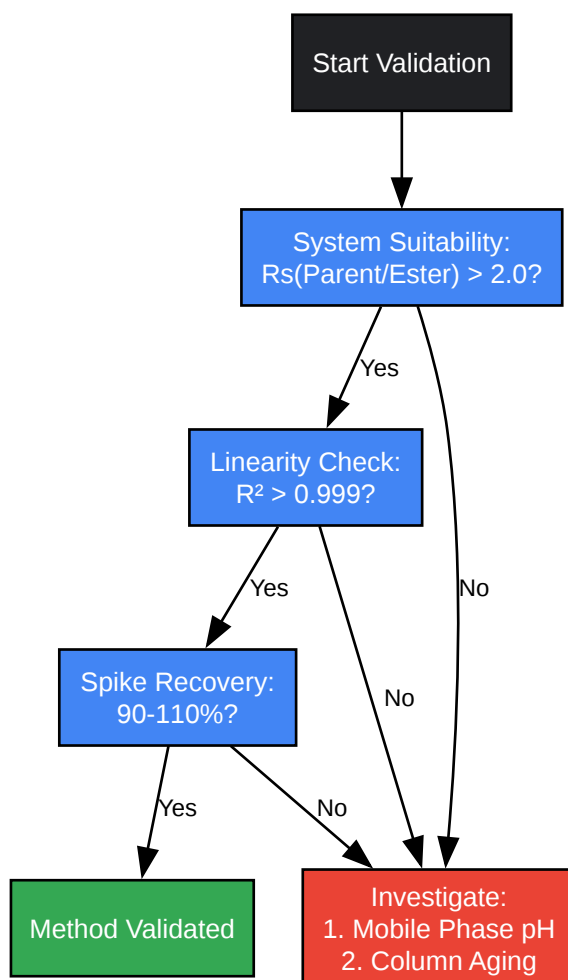 Start Validation
System Suitability:
Rs(Parent/Ester) > 2.0?
Yes
Linearity Check:
R² > 0.999?
Yes
No
Spike Recovery:
90-110%?
No
Yes
No
Method Validated
Investigate:
1. Mobile Phase pH
2. Column Aging